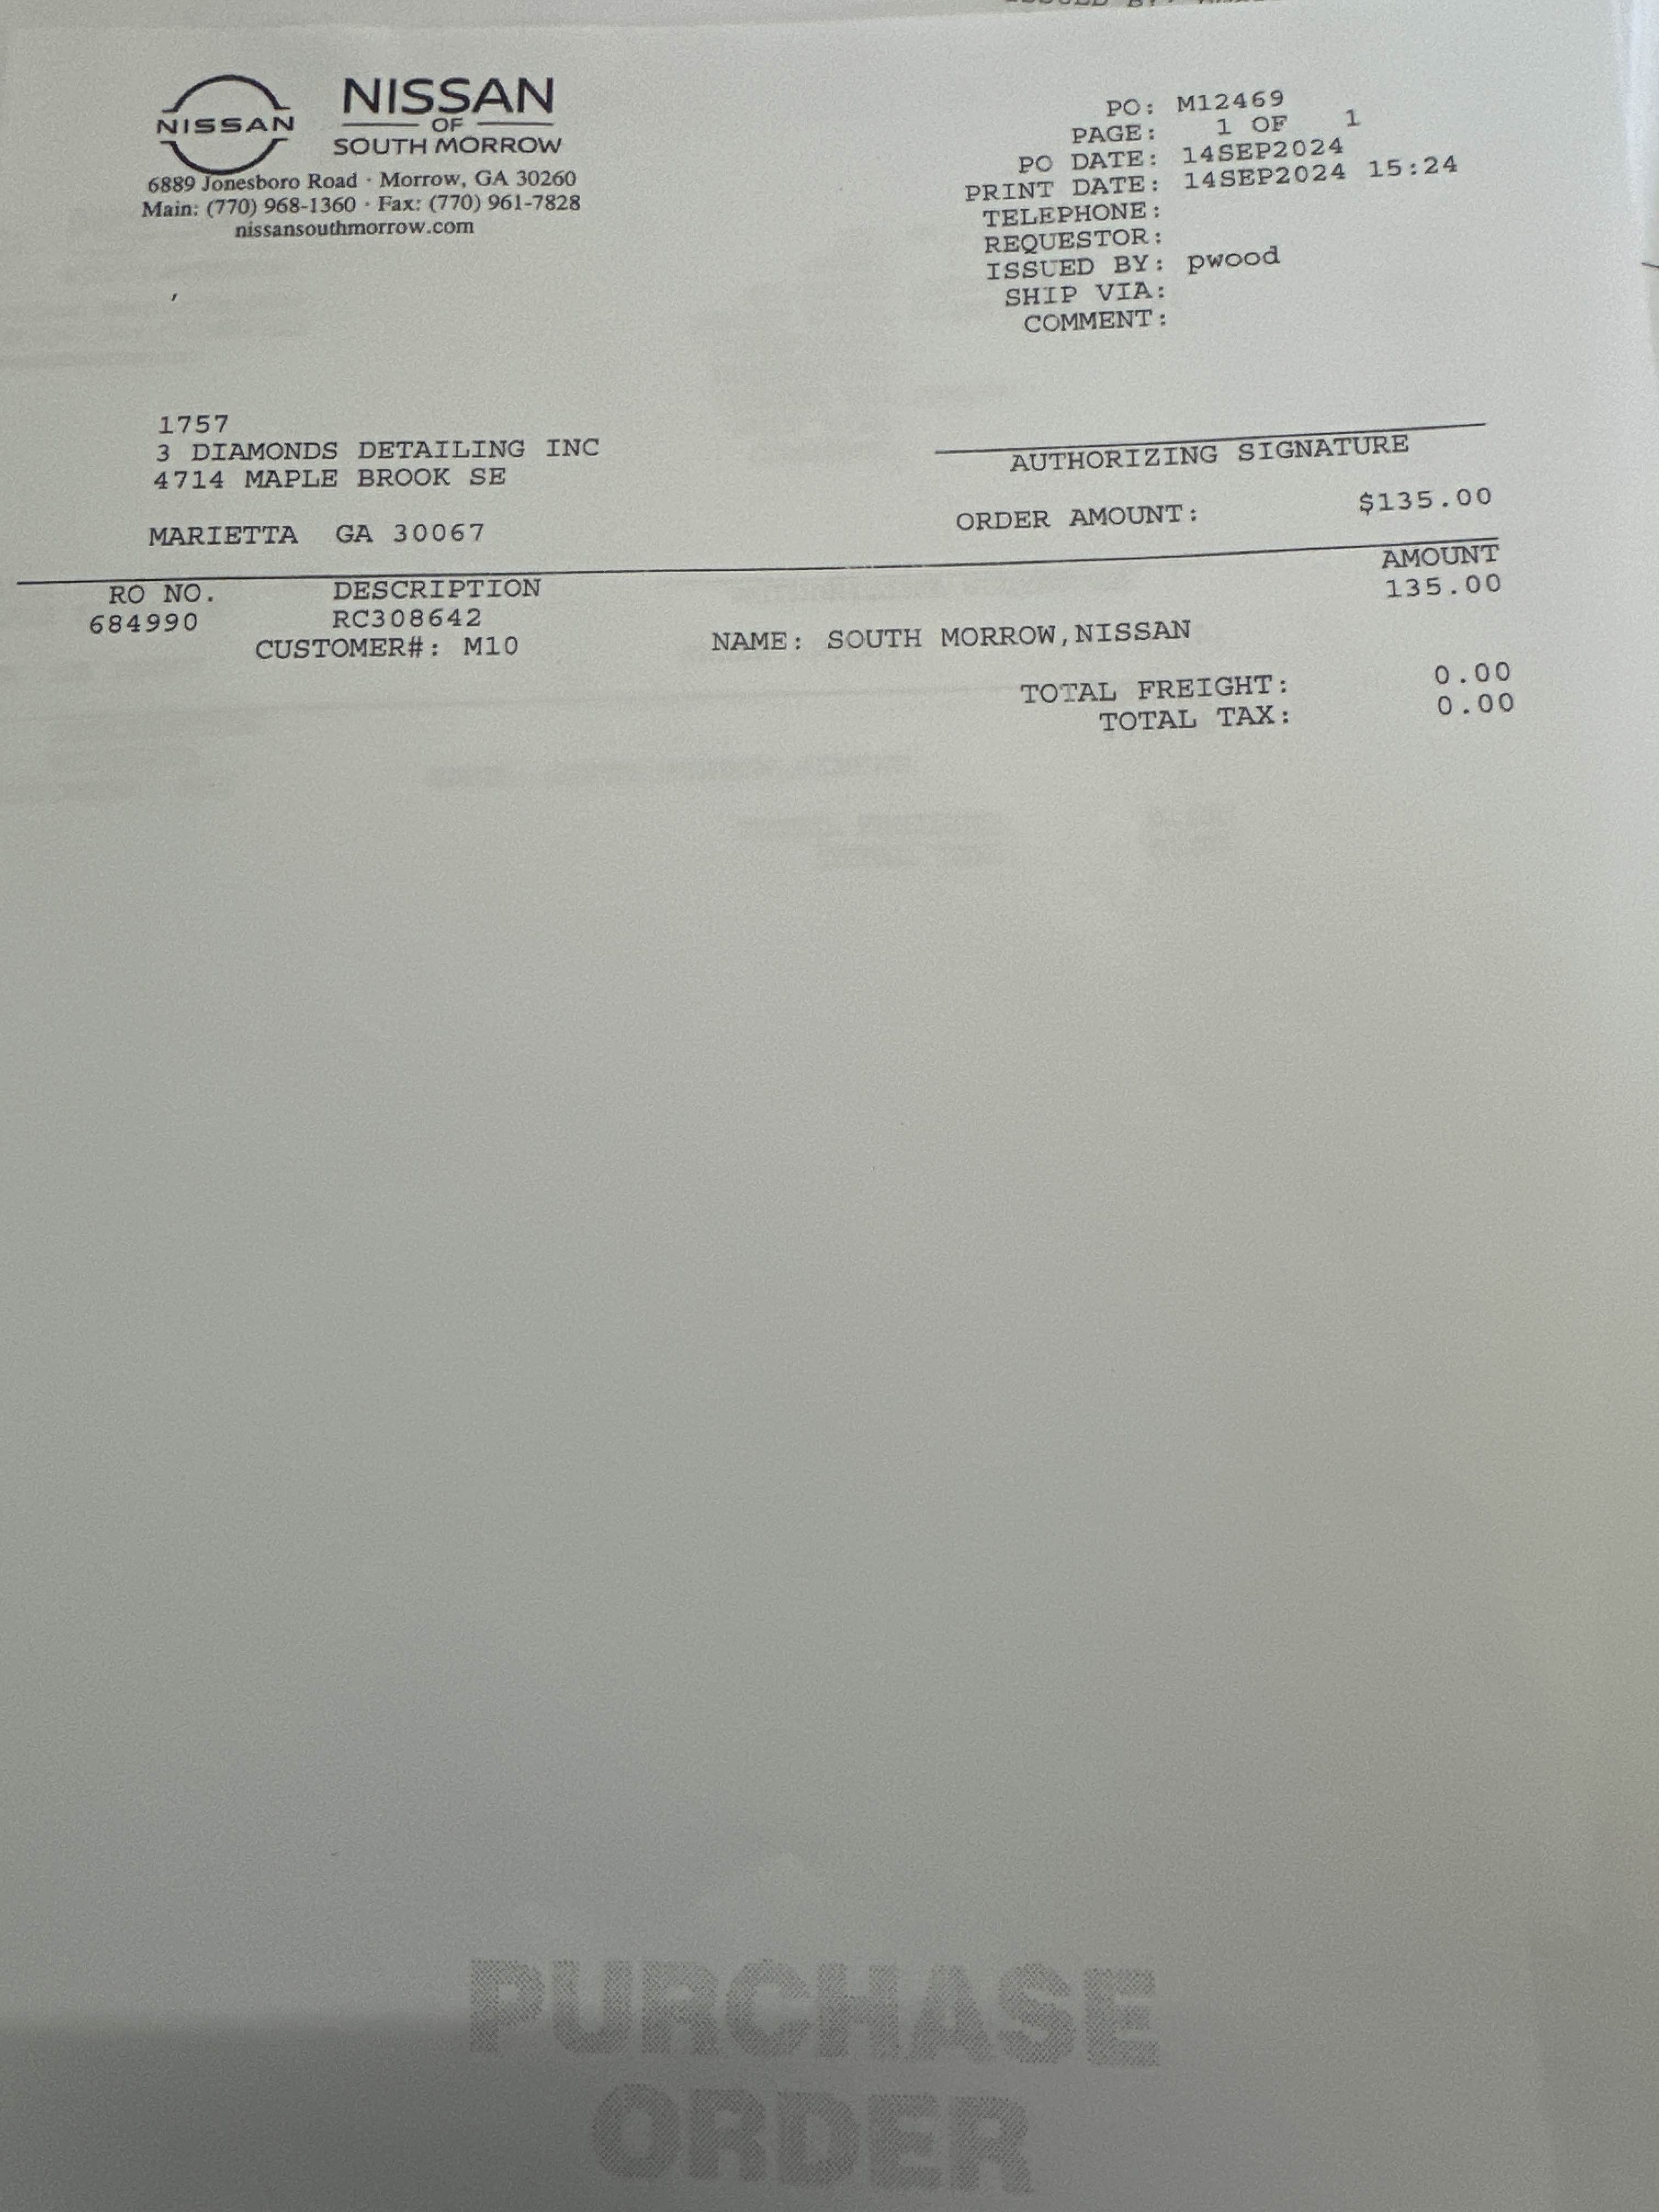 NISSAN
NISSAN
OF
SOUTH MORROW
6889 Jonesboro Road · Morrow, GA 30260
Main: (770) 968-1360 · Fax: (770) 961-7828
nissansouthmorrow.com
PO: M12469
PAGE: 1 OF 1
PO DATE: 14SEP2024
PRINT DATE: 14SEP2024 15:24
TELEPHONE:
REQUESTOR:
ISSUED BY: pwood
SHIP VIA:
COMMENT:
1757
3 DIAMONDS DETAILING INC
4714 MAPLE BROOK SE
MARIETTA GA 30067
AUTHORIZING SIGNATURE
ORDER AMOUNT: $135.00
RO NO. DESCRIPTION AMOUNT
684990 RC308642 135.00
CUSTOMER#: M10 NAME: SOUTH MORROW,NISSAN
TOTAL FREIGHT: 0.00
TOTAL TAX: 0.00
PURCHASE
ORDER